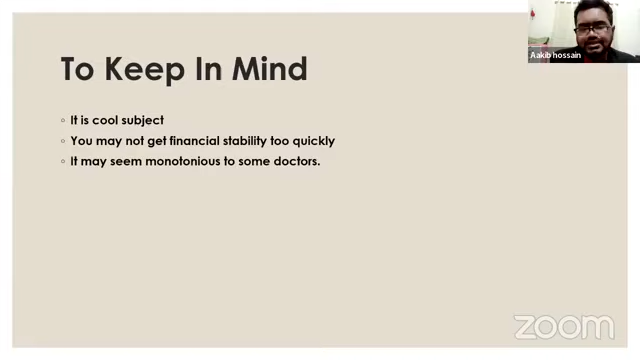 Aakib hossain
To Keep In Mind
It is cool subject
You may not get financial stability too quickly
It may seem monotonious to some doctors.
zoom